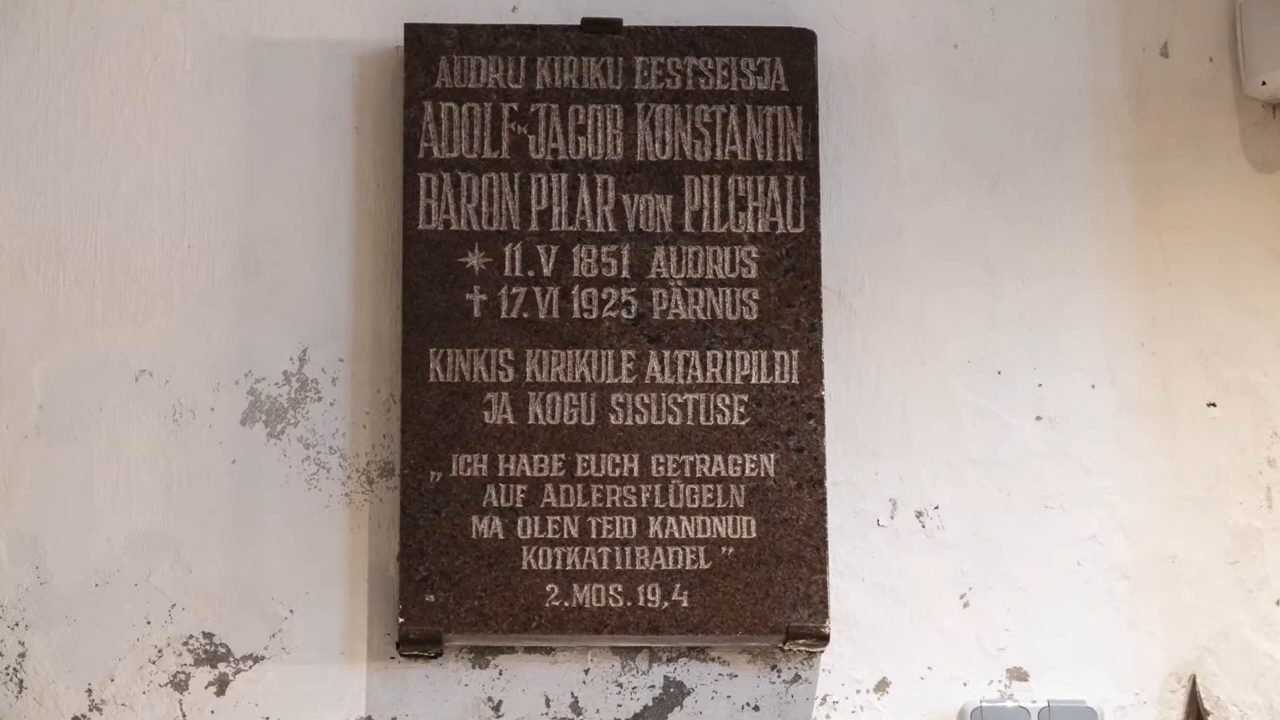 AUDRU KIRIKU EESTSEISJA
ADOLF JACOB KONSTANTIN
BARON PILAR VON PILCHAU
* 11.V 1851 AUDRUS
† 17.VI 1925 PÄRNUS
KINKIS KIRIKULE ALTARIPILDI
JA KOGU SISUSTUSE
„ICH HABE EUCH GETRAGEN
AUF ADLERSFLÜGELN
MA OLEN TEID KANDNUD
KOTKATIIBADEL”
2.MOS.19,4